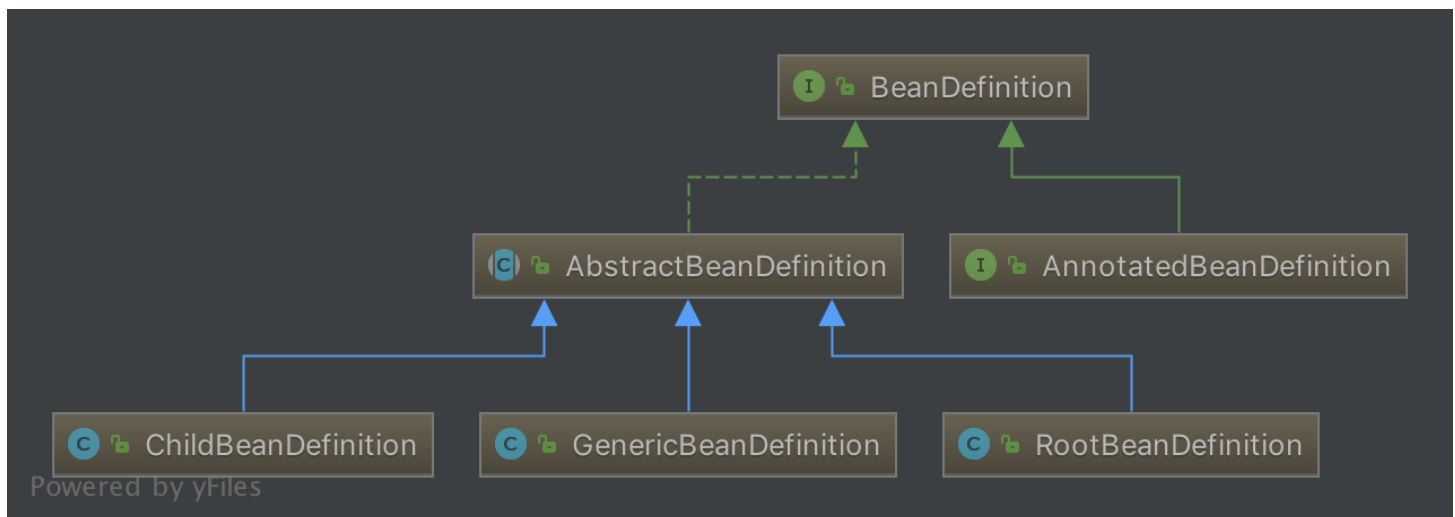 I BeanDefinition
C AbstractBeanDefinition
I AnnotatedBeanDefinition
C ChildBeanDefinition
C GenericBeanDefinition
C RootBeanDefinition
Powered by yFiles